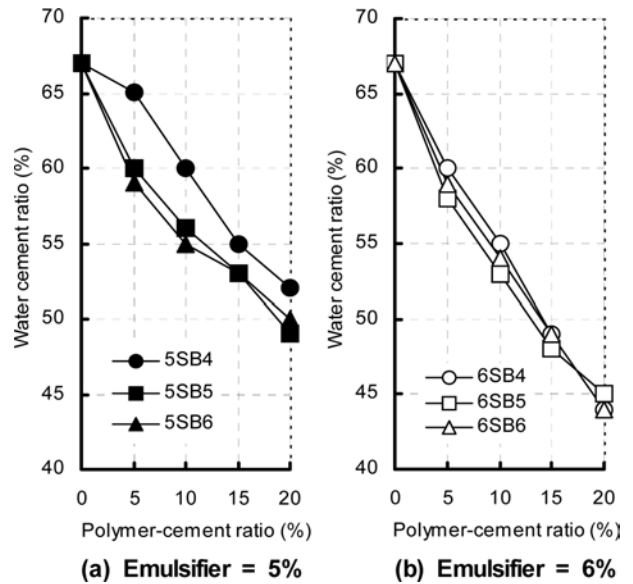 70
65
60
55
50
45
40
Water cement ratio (%)
5SB4
5SB5
5SB6
0 5 10 15 20
Polymer-cement ratio (%)
(a) Emulsifier = 5%
70
65
60
55
50
45
40
Water cement ratio (%)
6SB4
6SB5
6SB6
0 5 10 15 20
Polymer-cement ratio (%)
(b) Emulsifier = 6%